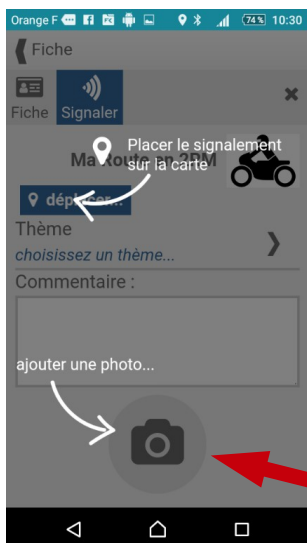 Orange F
74% 10:30
Fiche
Fiche Signaler
Placer le signalement
sur la carte
Ma Route en 2RM
déplacer...
Thème
choisissez un thème...
Commentaire :
ajouter une photo...